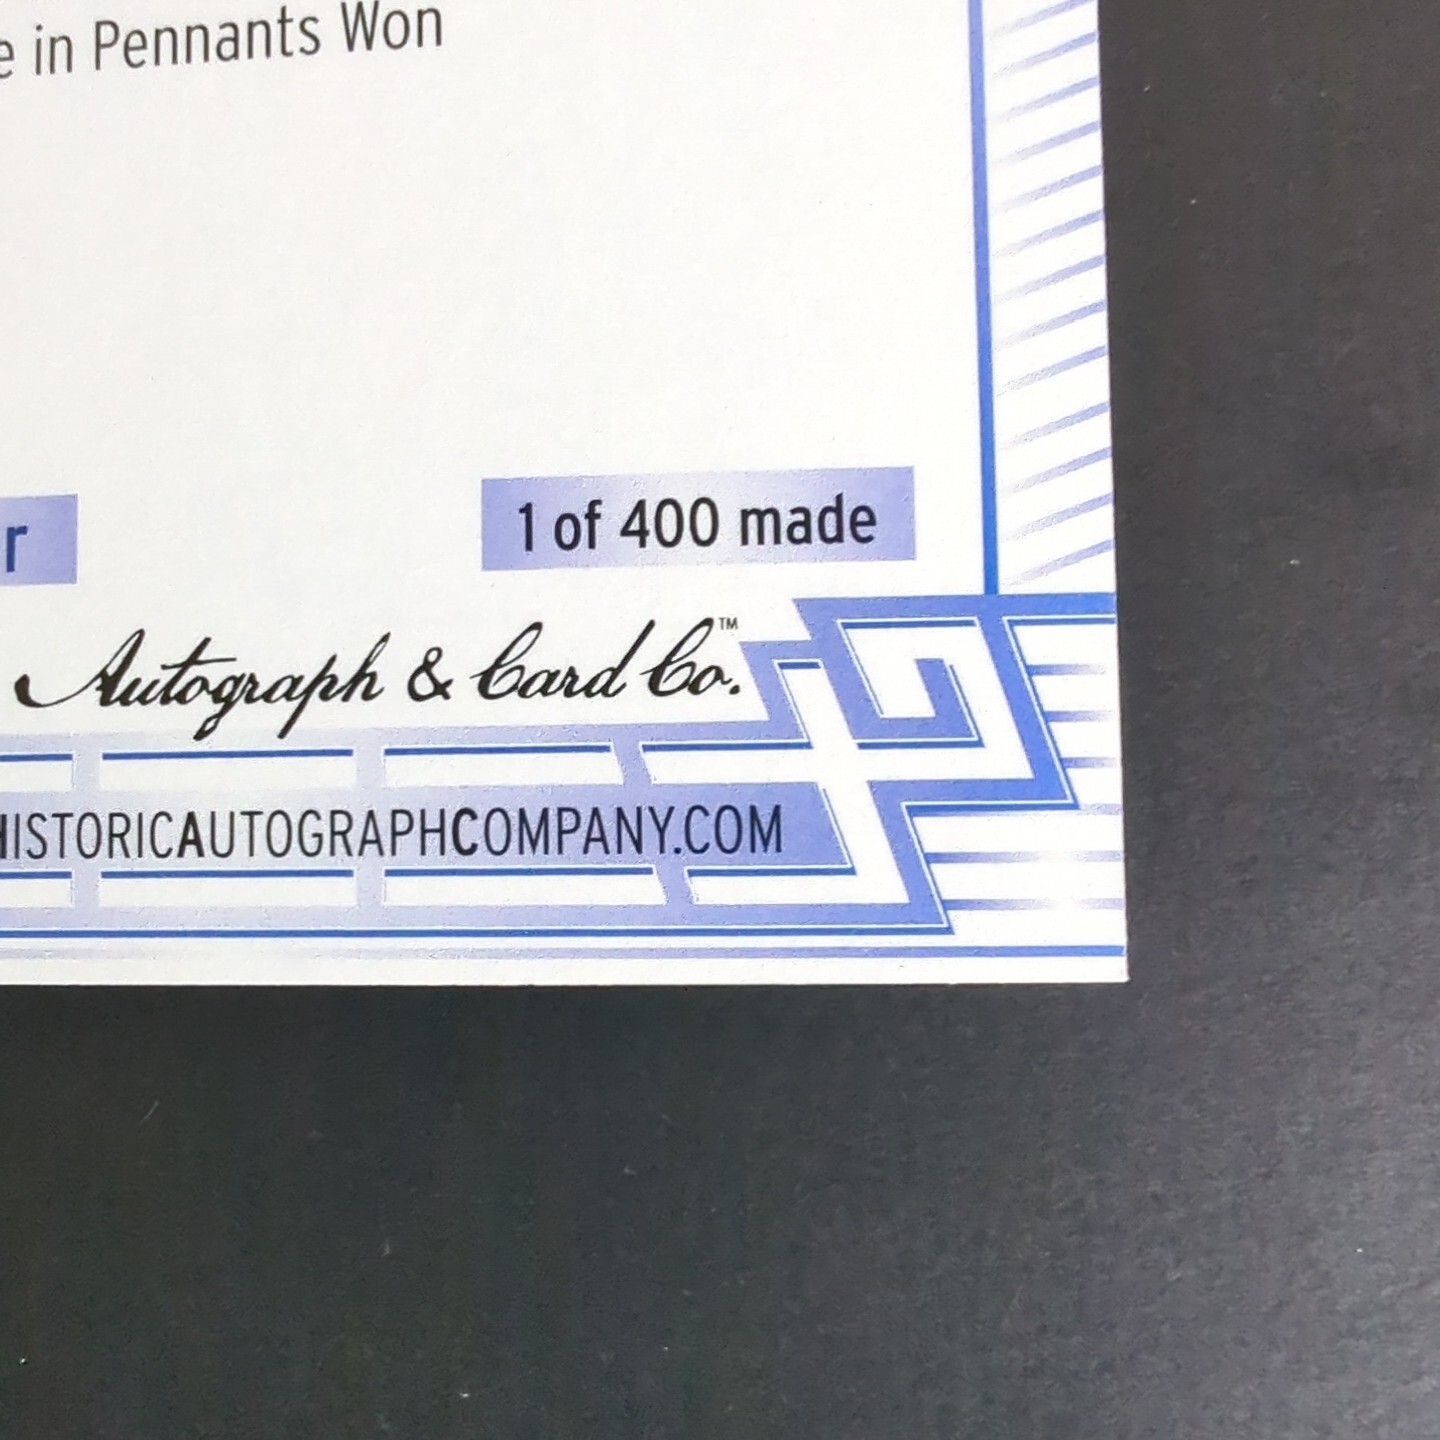 e in Pennants Won
r
1 of 400 made
Autograph & Card Co.™
HISTORICAUTOGRAPHCOMPANY.COM